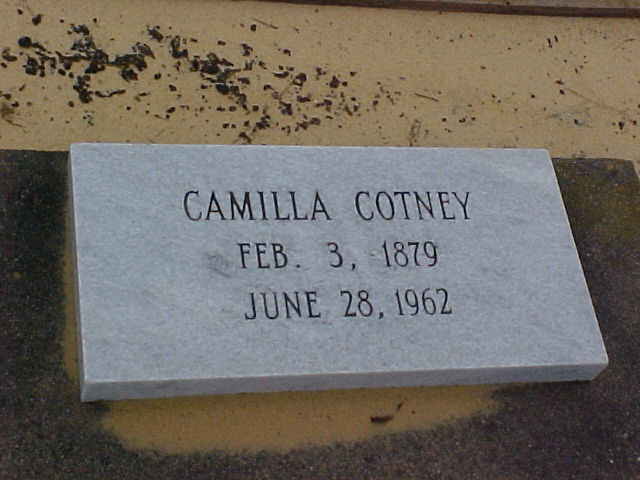 CAMILLA COTNEY
FEB. 3, 1879
JUNE 28, 1962